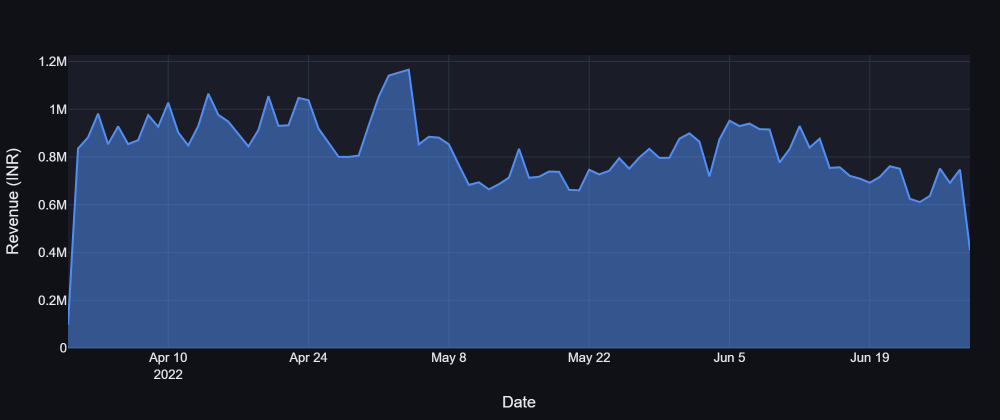 1.2M
1M
0.8M
0.6M
0.4M
0.2M
0
Revenue (INR)
Apr 10
2022
Apr 24
May 8
May 22
Jun 5
Jun 19
Date